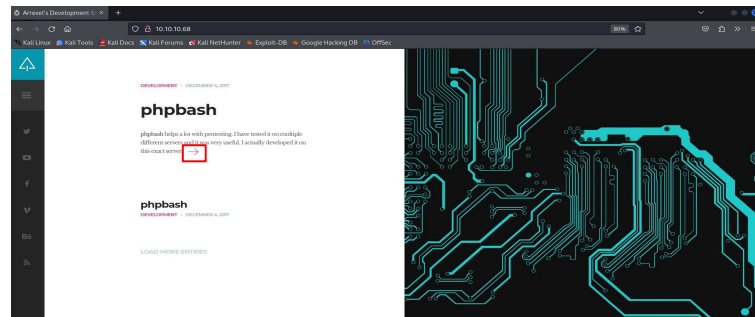 Arrexel's Development S
10.10.10.68
80%
Kali Linux Kali Tools Kali Docs Kali Forums Kali NetHunter Exploit-DB Google Hacking DB OffSec
DEVELOPMENT - DECEMBER 4, 2017
phpbash
phpbash helps a lot with pentesting. I have tested it on multiple
different servers and it was very useful. I actually developed it on
this exact server
phpbash
DEVELOPMENT - DECEMBER 4, 2017
LOAD MORE ENTRIES
Bē